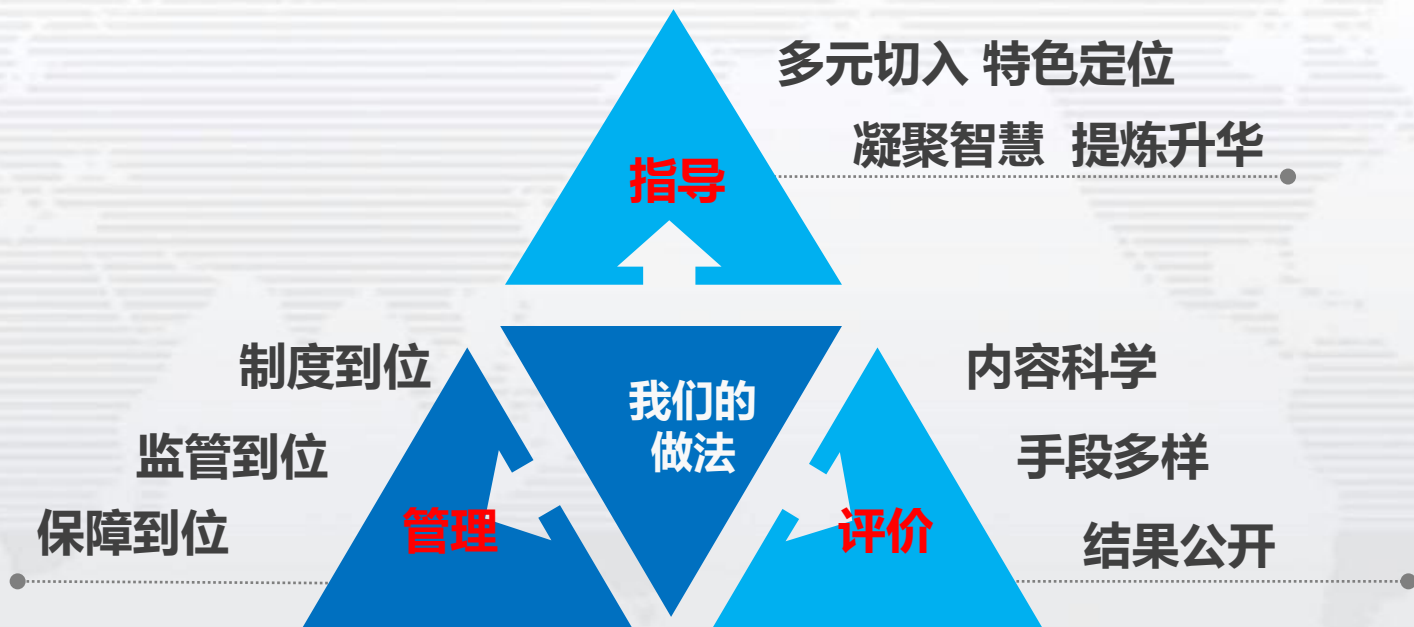 多元切入 特色定位
凝聚智慧 提炼升华
指导
制度到位
监管到位
保障到位
管理
我们的
做法
内容科学
手段多样
结果公开
评价